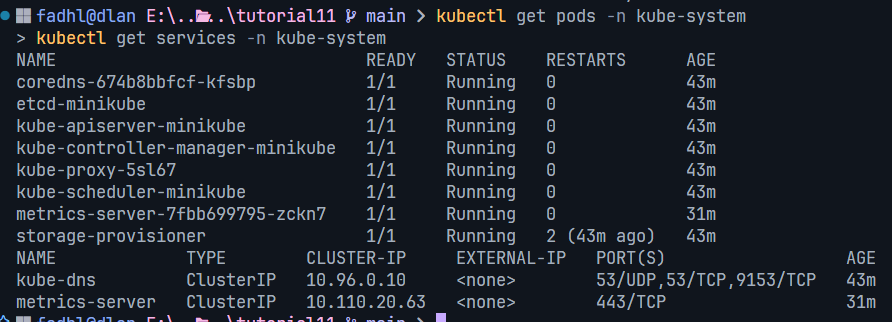 fadhl@dlan E:\..\..\tutorial11 main > kubectl get pods -n kube-system
> kubectl get services -n kube-system
NAME READY STATUS RESTARTS AGE
coredns-674b8bbfcf-kfsbp 1/1 Running 0 43m
etcd-minikube 1/1 Running 0 43m
kube-apiserver-minikube 1/1 Running 0 43m
kube-controller-manager-minikube 1/1 Running 0 43m
kube-proxy-5sl67 1/1 Running 0 43m
kube-scheduler-minikube 1/1 Running 0 43m
metrics-server-7fbb699795-zckn7 1/1 Running 0 31m
storage-provisioner 1/1 Running 2 (43m ago) 43m
NAME TYPE CLUSTER-IP EXTERNAL-IP PORT(S) AGE
kube-dns ClusterIP 10.96.0.10 <none> 53/UDP,53/TCP,9153/TCP 43m
metrics-server ClusterIP 10.110.20.63 <none> 443/TCP 31m
fadhl@dlan E:\..\..\tutorial11 main >